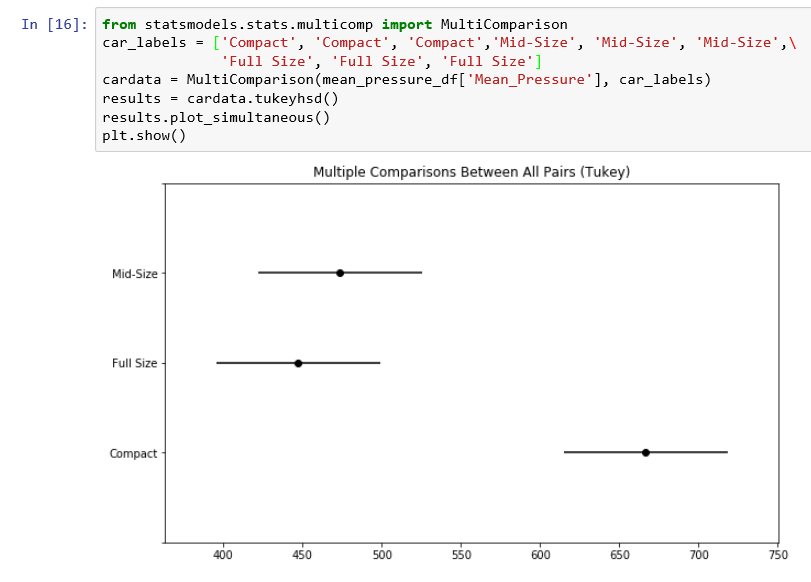 In [16]: from statsmodels.stats.multicomp import MultiComparison
car_labels = ['Compact', 'Compact', 'Compact','Mid-Size', 'Mid-Size', 'Mid-Size',\
'Full Size', 'Full Size', 'Full Size']
cardata = MultiComparison(mean_pressure_df['Mean_Pressure'], car_labels)
results = cardata.tukeyhsd()
results.plot_simultaneous()
plt.show()
Multiple Comparisons Between All Pairs (Tukey)
Mid-Size
Full Size
Compact
400 450 500 550 600 650 700 750